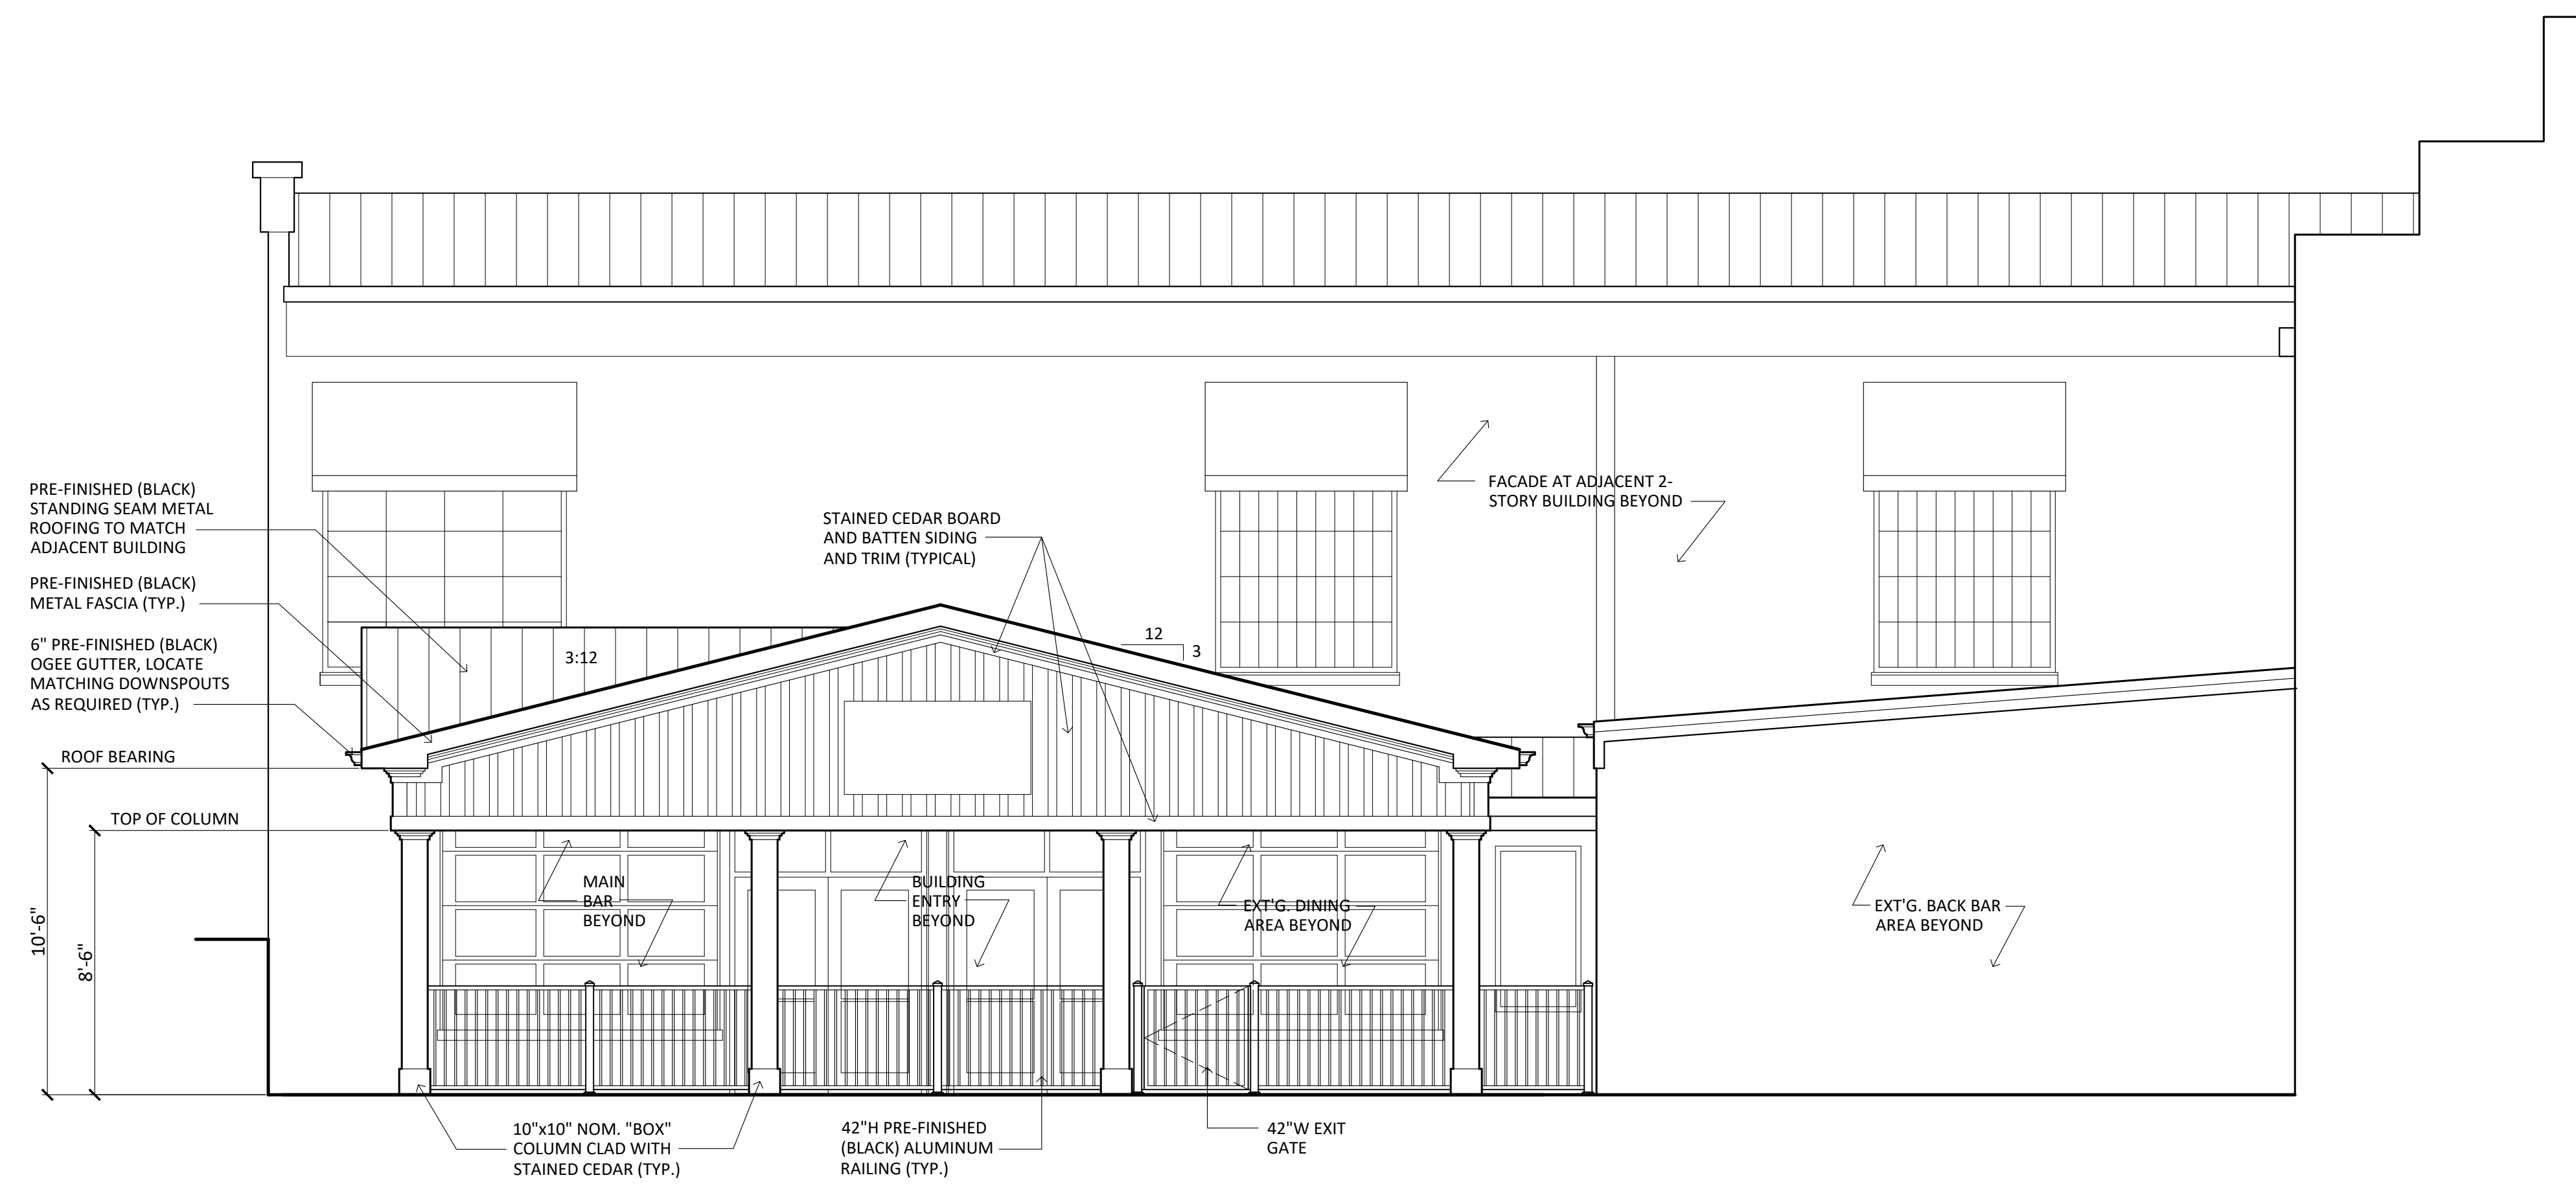 PRE-FINISHED (BLACK)
STANDING SEAM METAL
ROOFING TO MATCH
ADJACENT BUILDING
PRE-FINISHED (BLACK)
METAL FASCIA (TYP.)
6" PRE-FINISHED (BLACK)
OGEE GUTTER, LOCATE
MATCHING DOWNSPOUTS
AS REQUIRED (TYP.)
ROOF BEARING
TOP OF COLUMN
10'-6"
8'-6"
3:12
STAINED CEDAR BOARD
AND BATTEN SIDING
AND TRIM (TYPICAL)
12
3
FACADE AT ADJACENT 2-
STORY BUILDING BEYOND
MAIN
BAR
BEYOND
BUILDING
ENTRY
BEYOND
EXT'G. DINING
AREA BEYOND
EXT'G. BACK BAR
AREA BEYOND
10"x10" NOM. "BOX"
COLUMN CLAD WITH
STAINED CEDAR (TYP.)
42"H PRE-FINISHED
(BLACK) ALUMINUM
RAILING (TYP.)
42"W EXIT
GATE